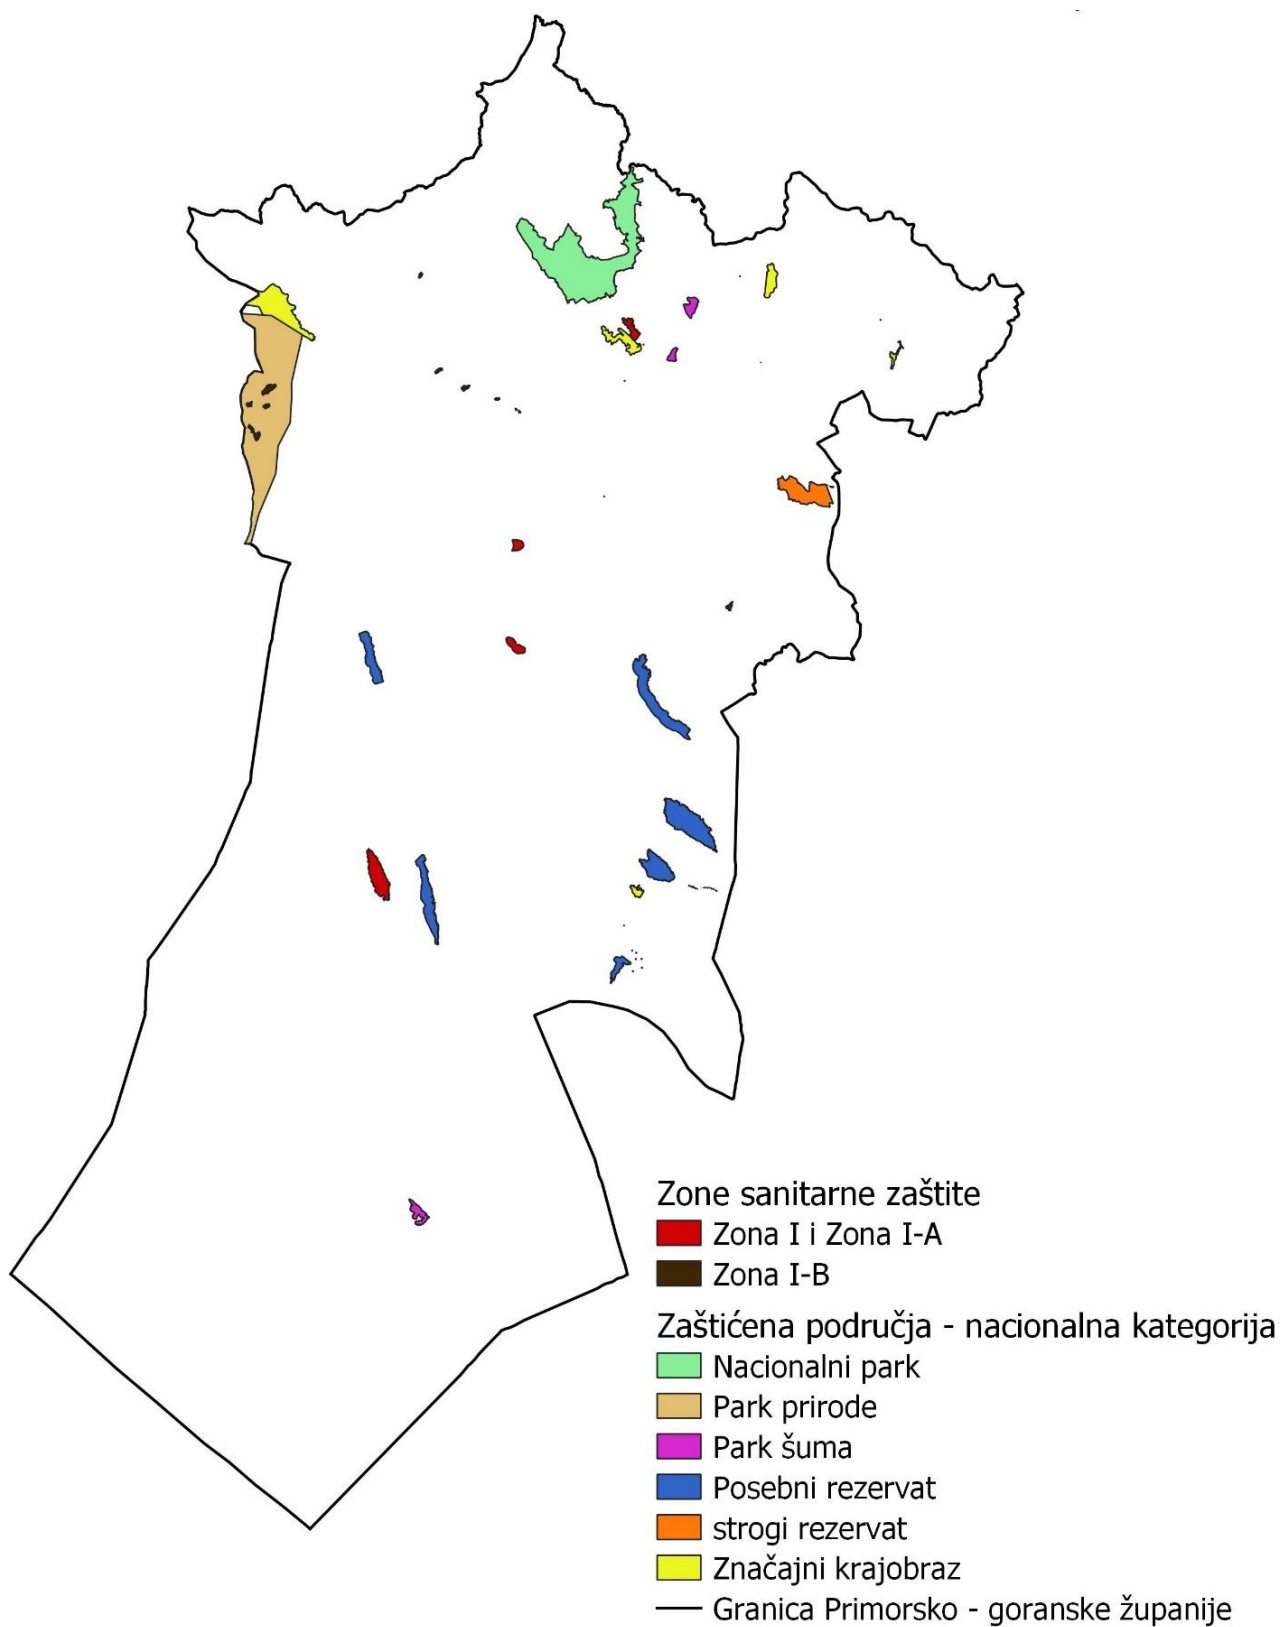 Zone sanitarne zaštite
Zona I i Zona I-A
Zona I-B
Zaštićena područja - nacionalna kategorija
Nacionalni park
Park prirode
Park šuma
Posebni rezervat
strogi rezervat
Značajni krajobraz
Granica Primorsko - goranske županije